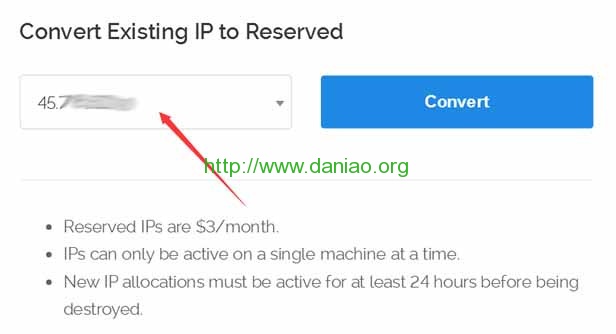 Convert Existing IP to Reserved
45.7
Convert
http://www.daniao.org
Reserved IPs are $3/month.
IPs can only be active on a single machine at a time.
New IP allocations must be active for at least 24 hours before being
destroyed.